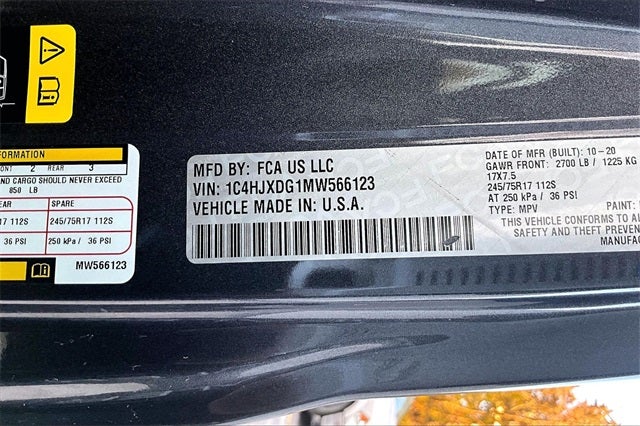 NFORMATION
FRONT 2 REAR 3
AND CARGO SHOULD NEVER EXCEED
850 LB
R SPARE
R17 112S 245/75R17 112S
36 PSI 250 kPa / 36 PSI
MW566123
MFD BY: FCA US LLC
VIN: 1C4HJXDG1MW566123
VEHICLE MADE IN: U.S.A.
DATE OF MFR (BUILT): 10-20
GAWR FRONT: 2700 LB / 1225 KG
17X7.5
245/75R17 112S
AT 250 kPa / 36 PSI
TYPE: MPV PAINT:
THIS VEHICLE CONFORMS TO A
SAFETY AND THEFT PREVEN
MANUFAC